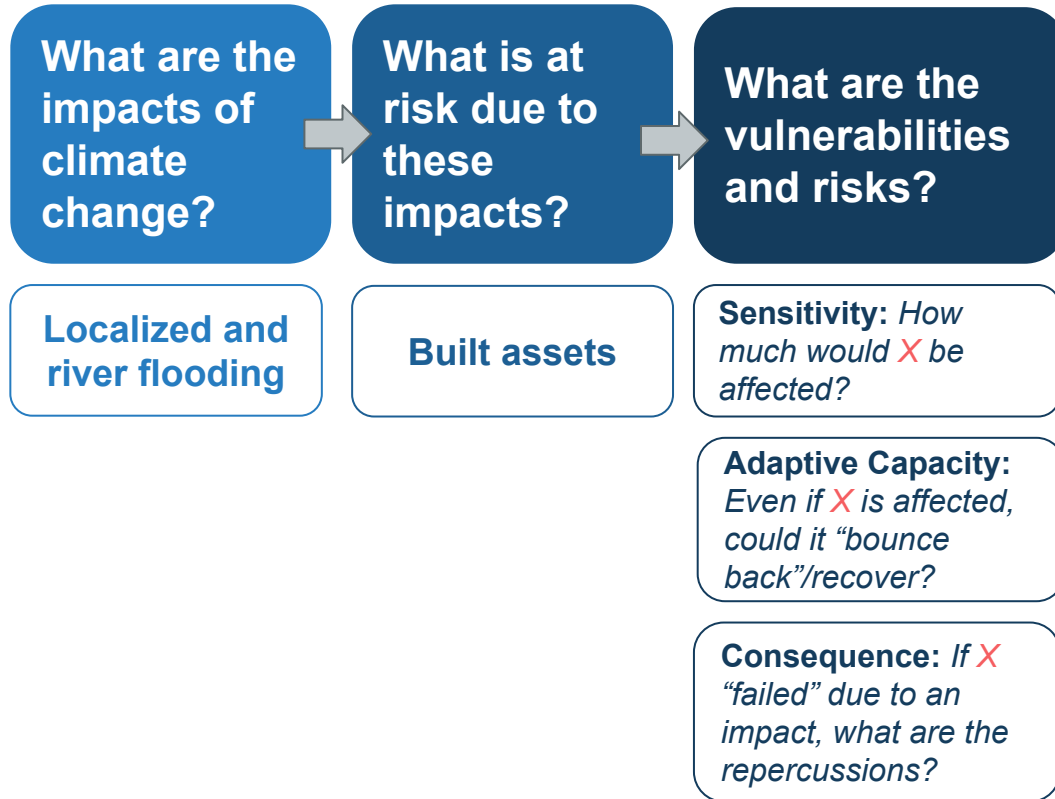 What are the
impacts of
climate
change?
What is at
risk due to
these
impacts?
What are the
vulnerabilities
and risks?
Localized and
river flooding
Built assets
Sensitivity: How
much would X be
affected?
Adaptive Capacity:
Even if X is affected,
could it “bounce
back”/recover?
Consequence: If X
“failed” due to an
impact, what are the
repercussions?